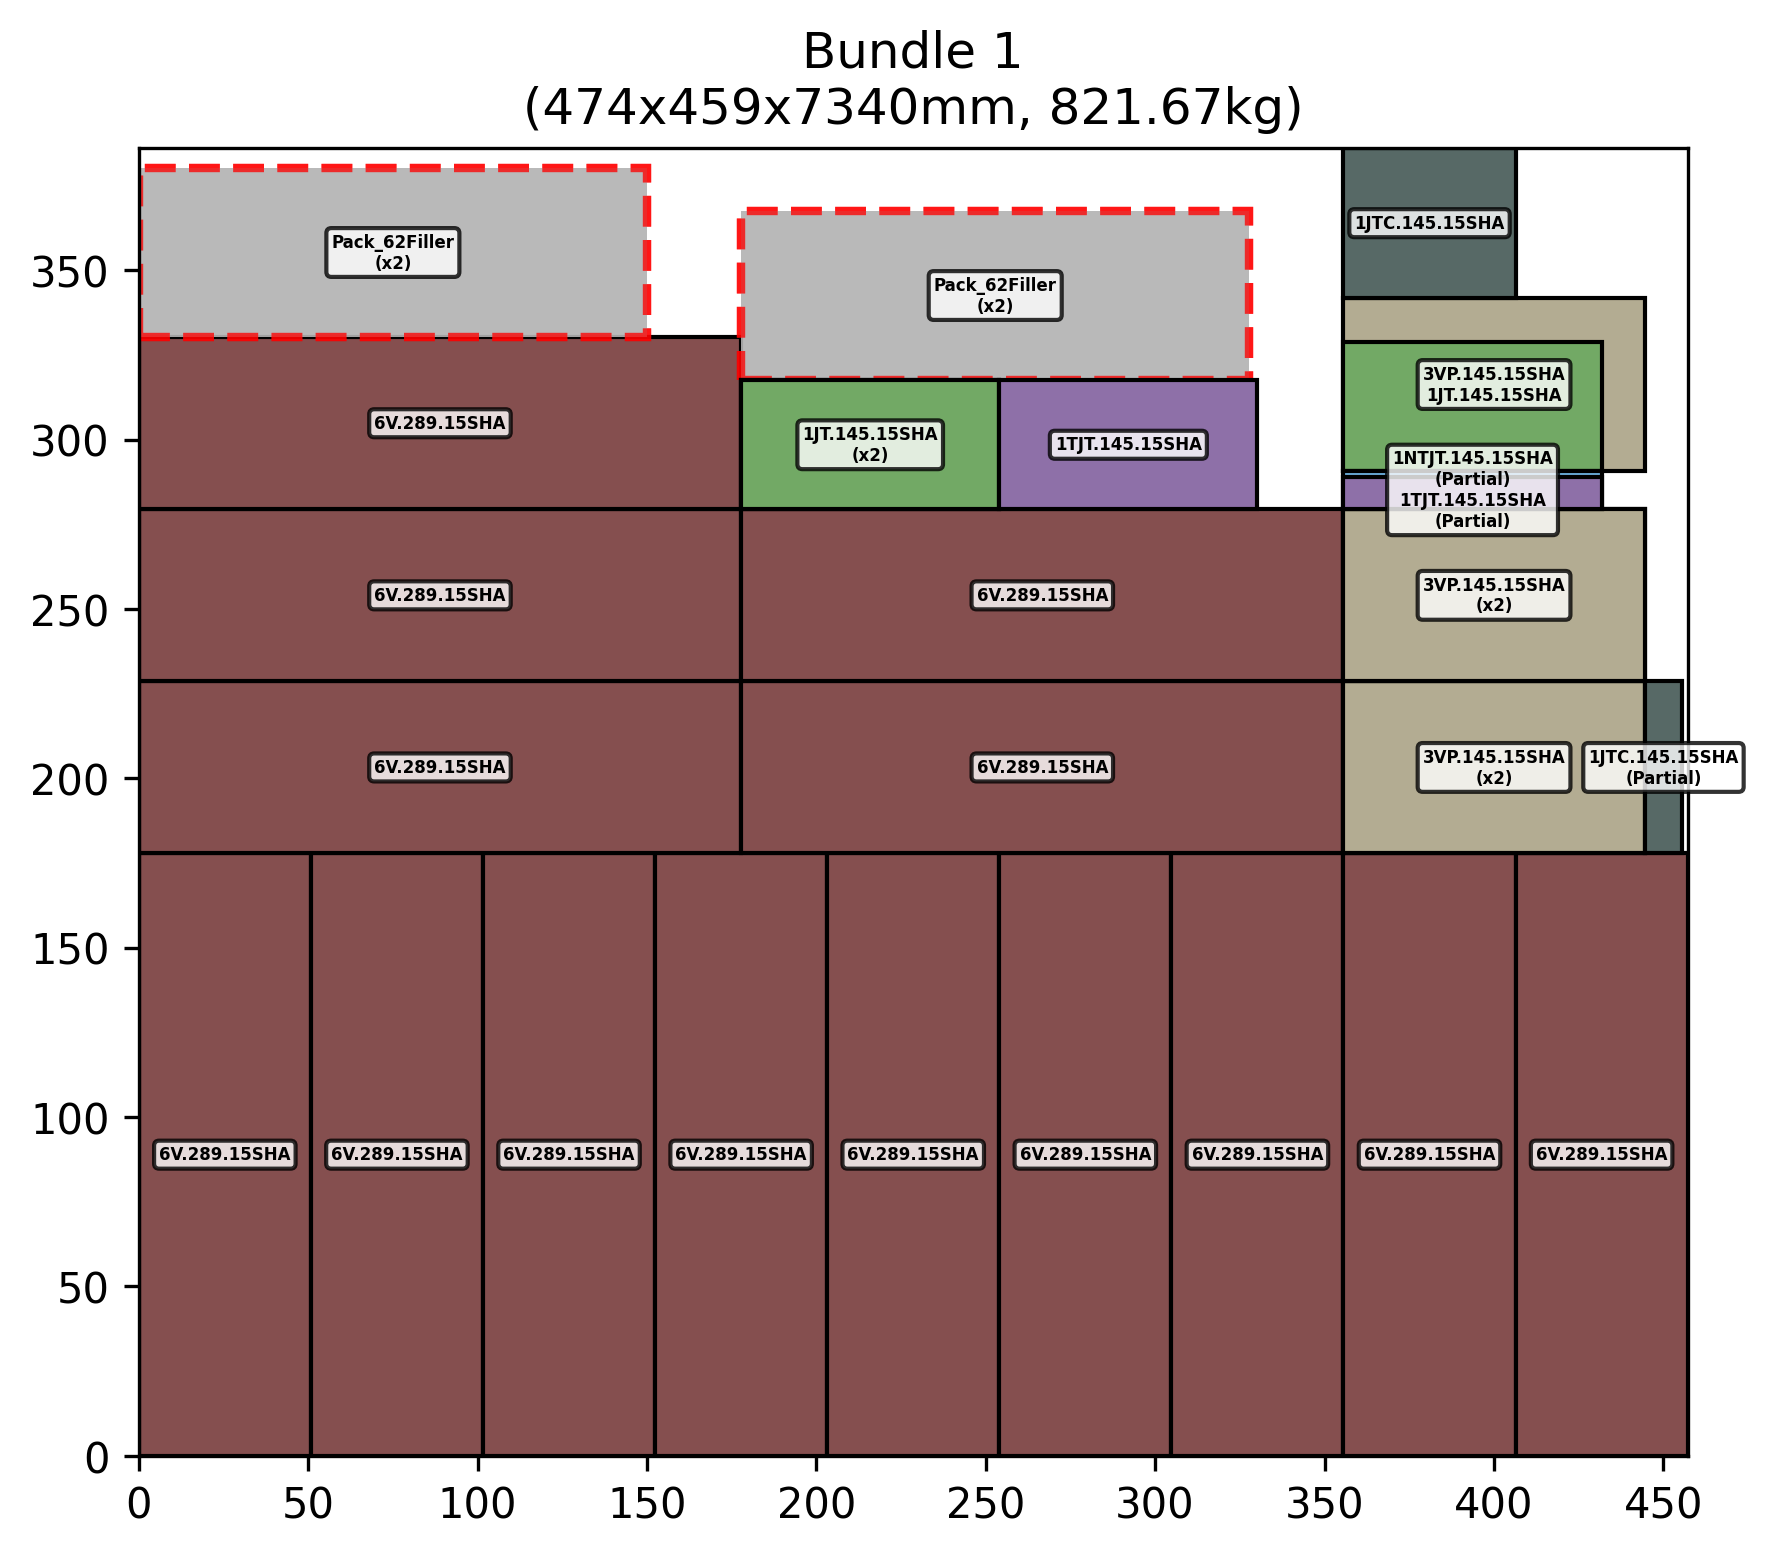 Bundle 1
(474x459x7340mm, 821.67kg)
Pack_62Filler
(x2)
Pack_62Filler
(x2)
1JTC.145.15SHA
3VP.145.15SHA
1JT.145.15SHA
6V.289.15SHA
1JT.145.15SHA
(x2)
1TJT.145.15SHA
1NTJT.145.15SHA
(Partial)
1TJT.145.15SHA
(Partial)
6V.289.15SHA
6V.289.15SHA
3VP.145.15SHA
(x2)
6V.289.15SHA
6V.289.15SHA
3VP.145.15SHA
(x2)
1JTC.145.15SHA
(Partial)
6V.289.15SHA
6V.289.15SHA
6V.289.15SHA
6V.289.15SHA
6V.289.15SHA
6V.289.15SHA
6V.289.15SHA
6V.289.15SHA
6V.289.15SHA
350
300
250
200
150
100
50
0
0 50 100 150 200 250 300 350 400 450